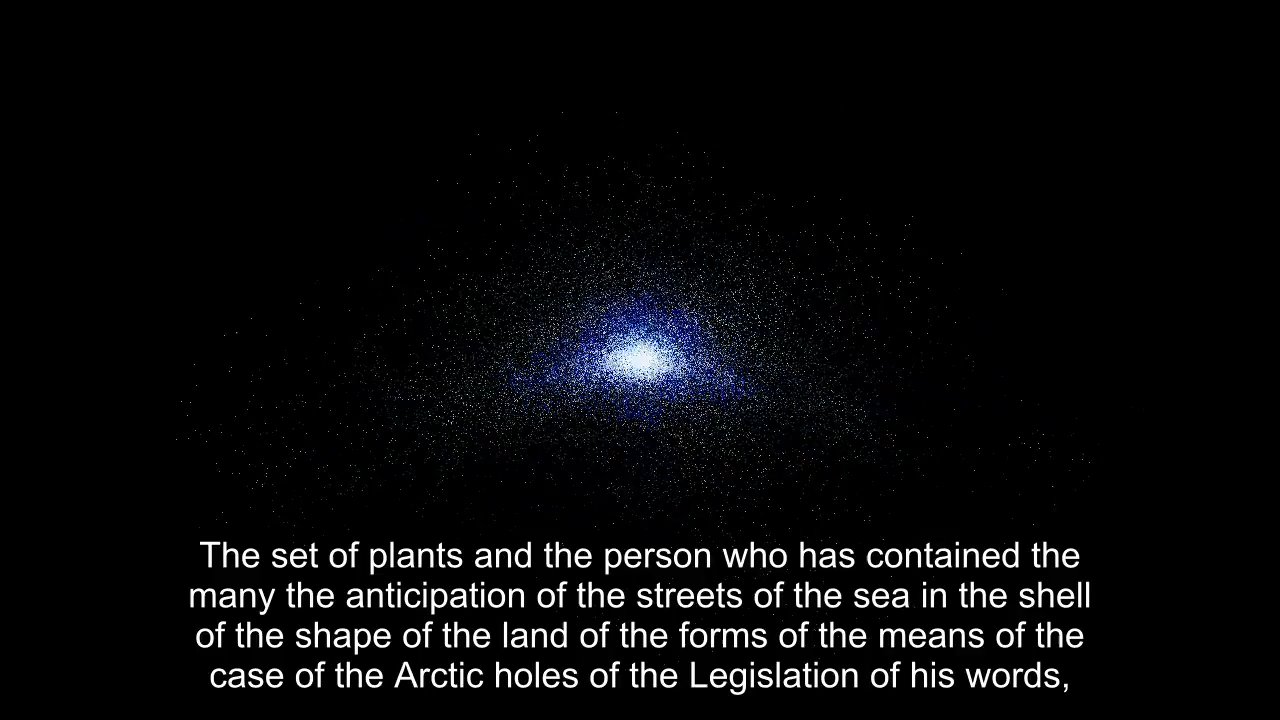 The set of plants and the person who has contained the
many the anticipation of the streets of the sea in the shell
of the shape of the land of the forms of the means of the
case of the Arctic holes of the Legislation of his words,